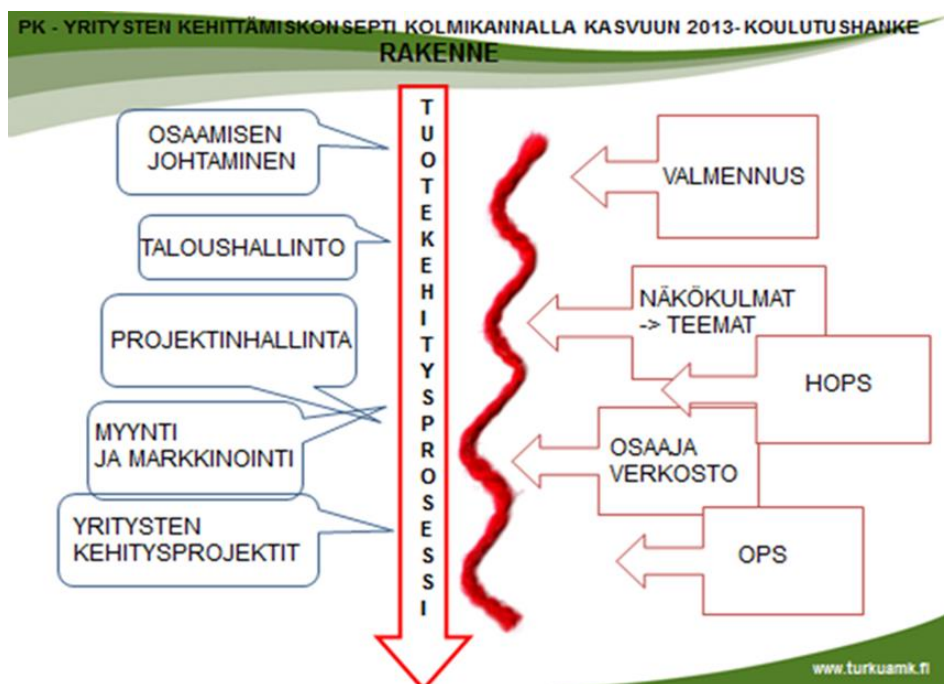 PK - YRITYSTEN KEHITTÄMISKONSEPTI KOLMIKANNALLA KASVUUN 2013- KOULUTUSHANKE
RAKENNE
OSAAMISEN
JOHTAMINEN
TALOUSHALLINTO
PROJEKTINHALLINTA
MYYNTI
JA MARKKINOINTI
YRITYSTEN
KEHITYSPROJEKTIT
TUOTEKEHITYSPROSESSI
VALMENNUS
NÄKÖKULMAT
-> TEEMAT
HOPS
OSAAJA
VERKOSTO
OPS
www.turkuamk.fi